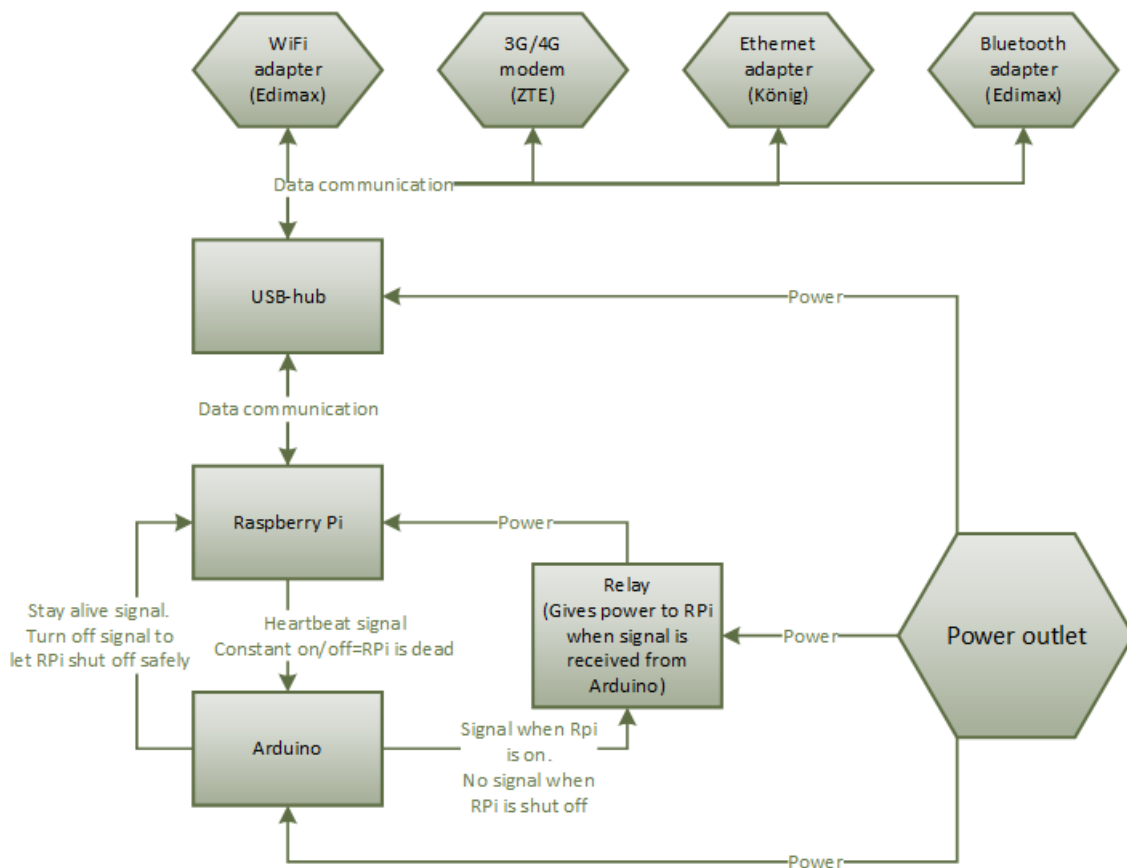 WiFi
adapter
(Edimax)
3G/4G
modem
(ZTE)
Ethernet
adapter
(König)
Bluetooth
adapter
(Edimax)
Data communication
USB-hub
Power
Data communication
Raspberry Pi
Power
Stay alive signal.
Turn off signal to
let RPi shut off safely
Heartbeat signal
Constant on/off=RPi is dead
Relay
(Gives power to RPi
when signal is
received from
Arduino)
Power
Power outlet
Arduino
Signal when Rpi
is on.
No signal when
RPi is shut off
Power